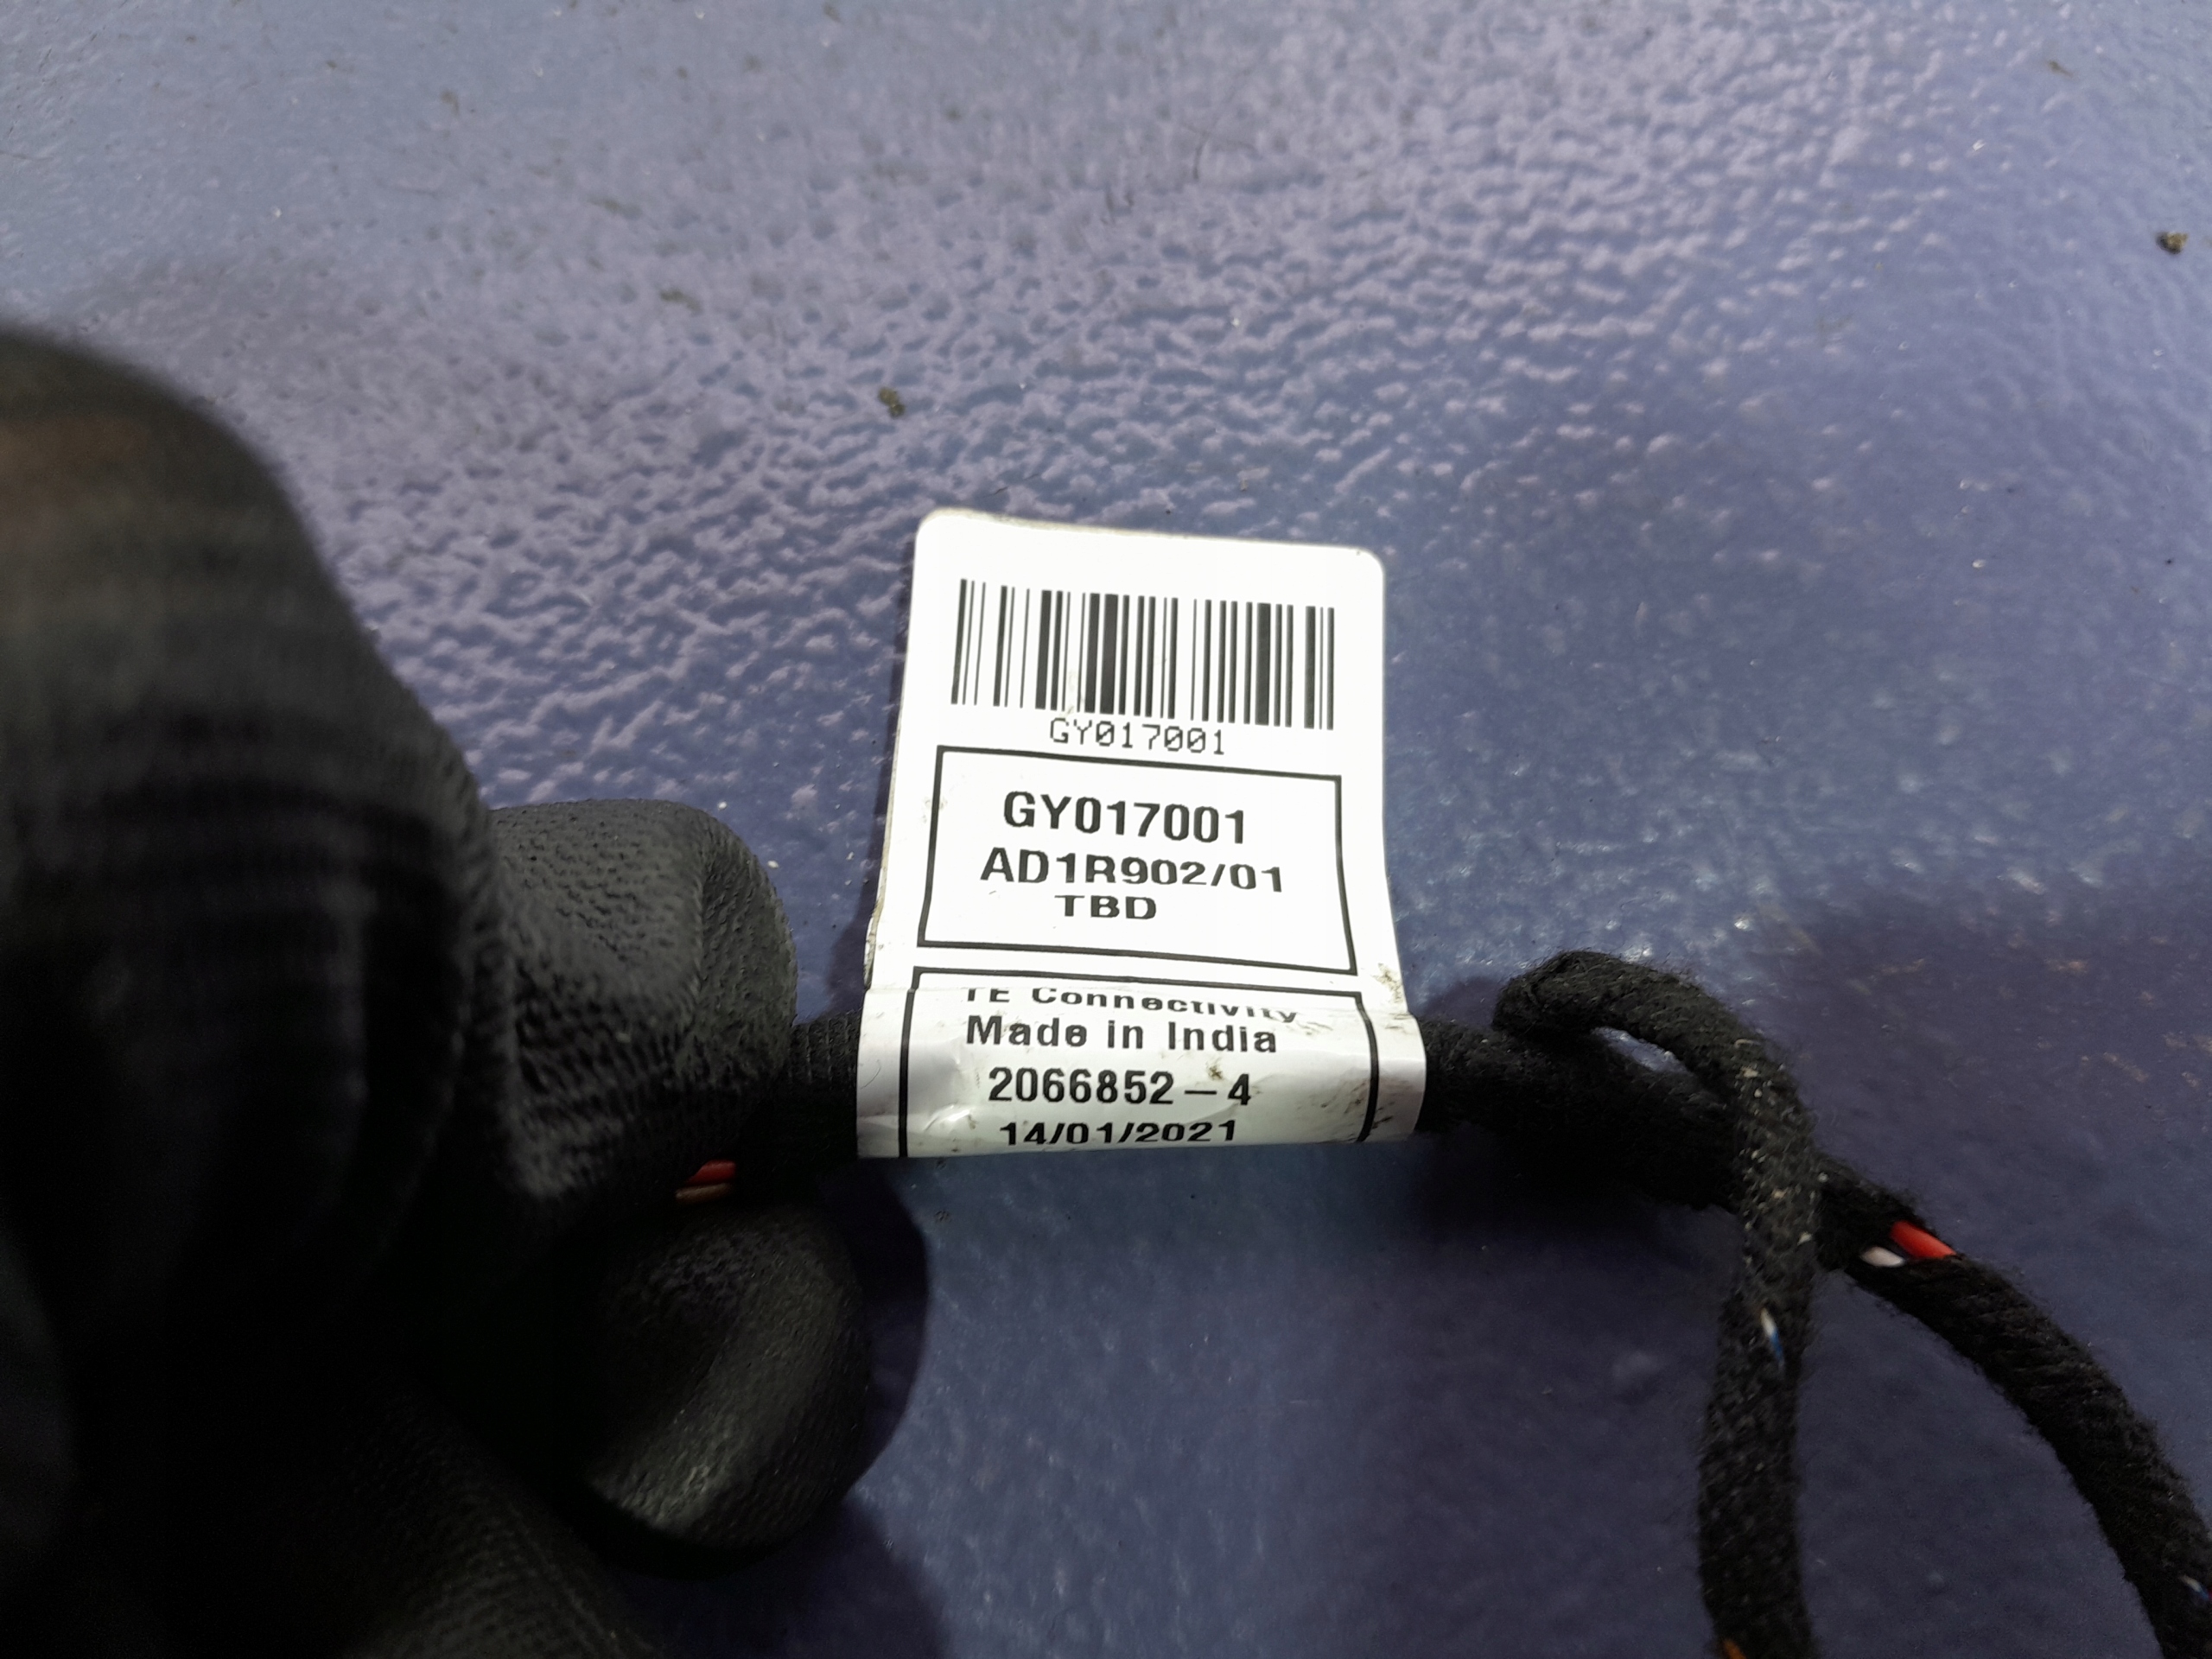 GY017001
GY017001
AD1R902/01
TBD
TE Connectivity
Made in India
2066852-4
14/01/2021